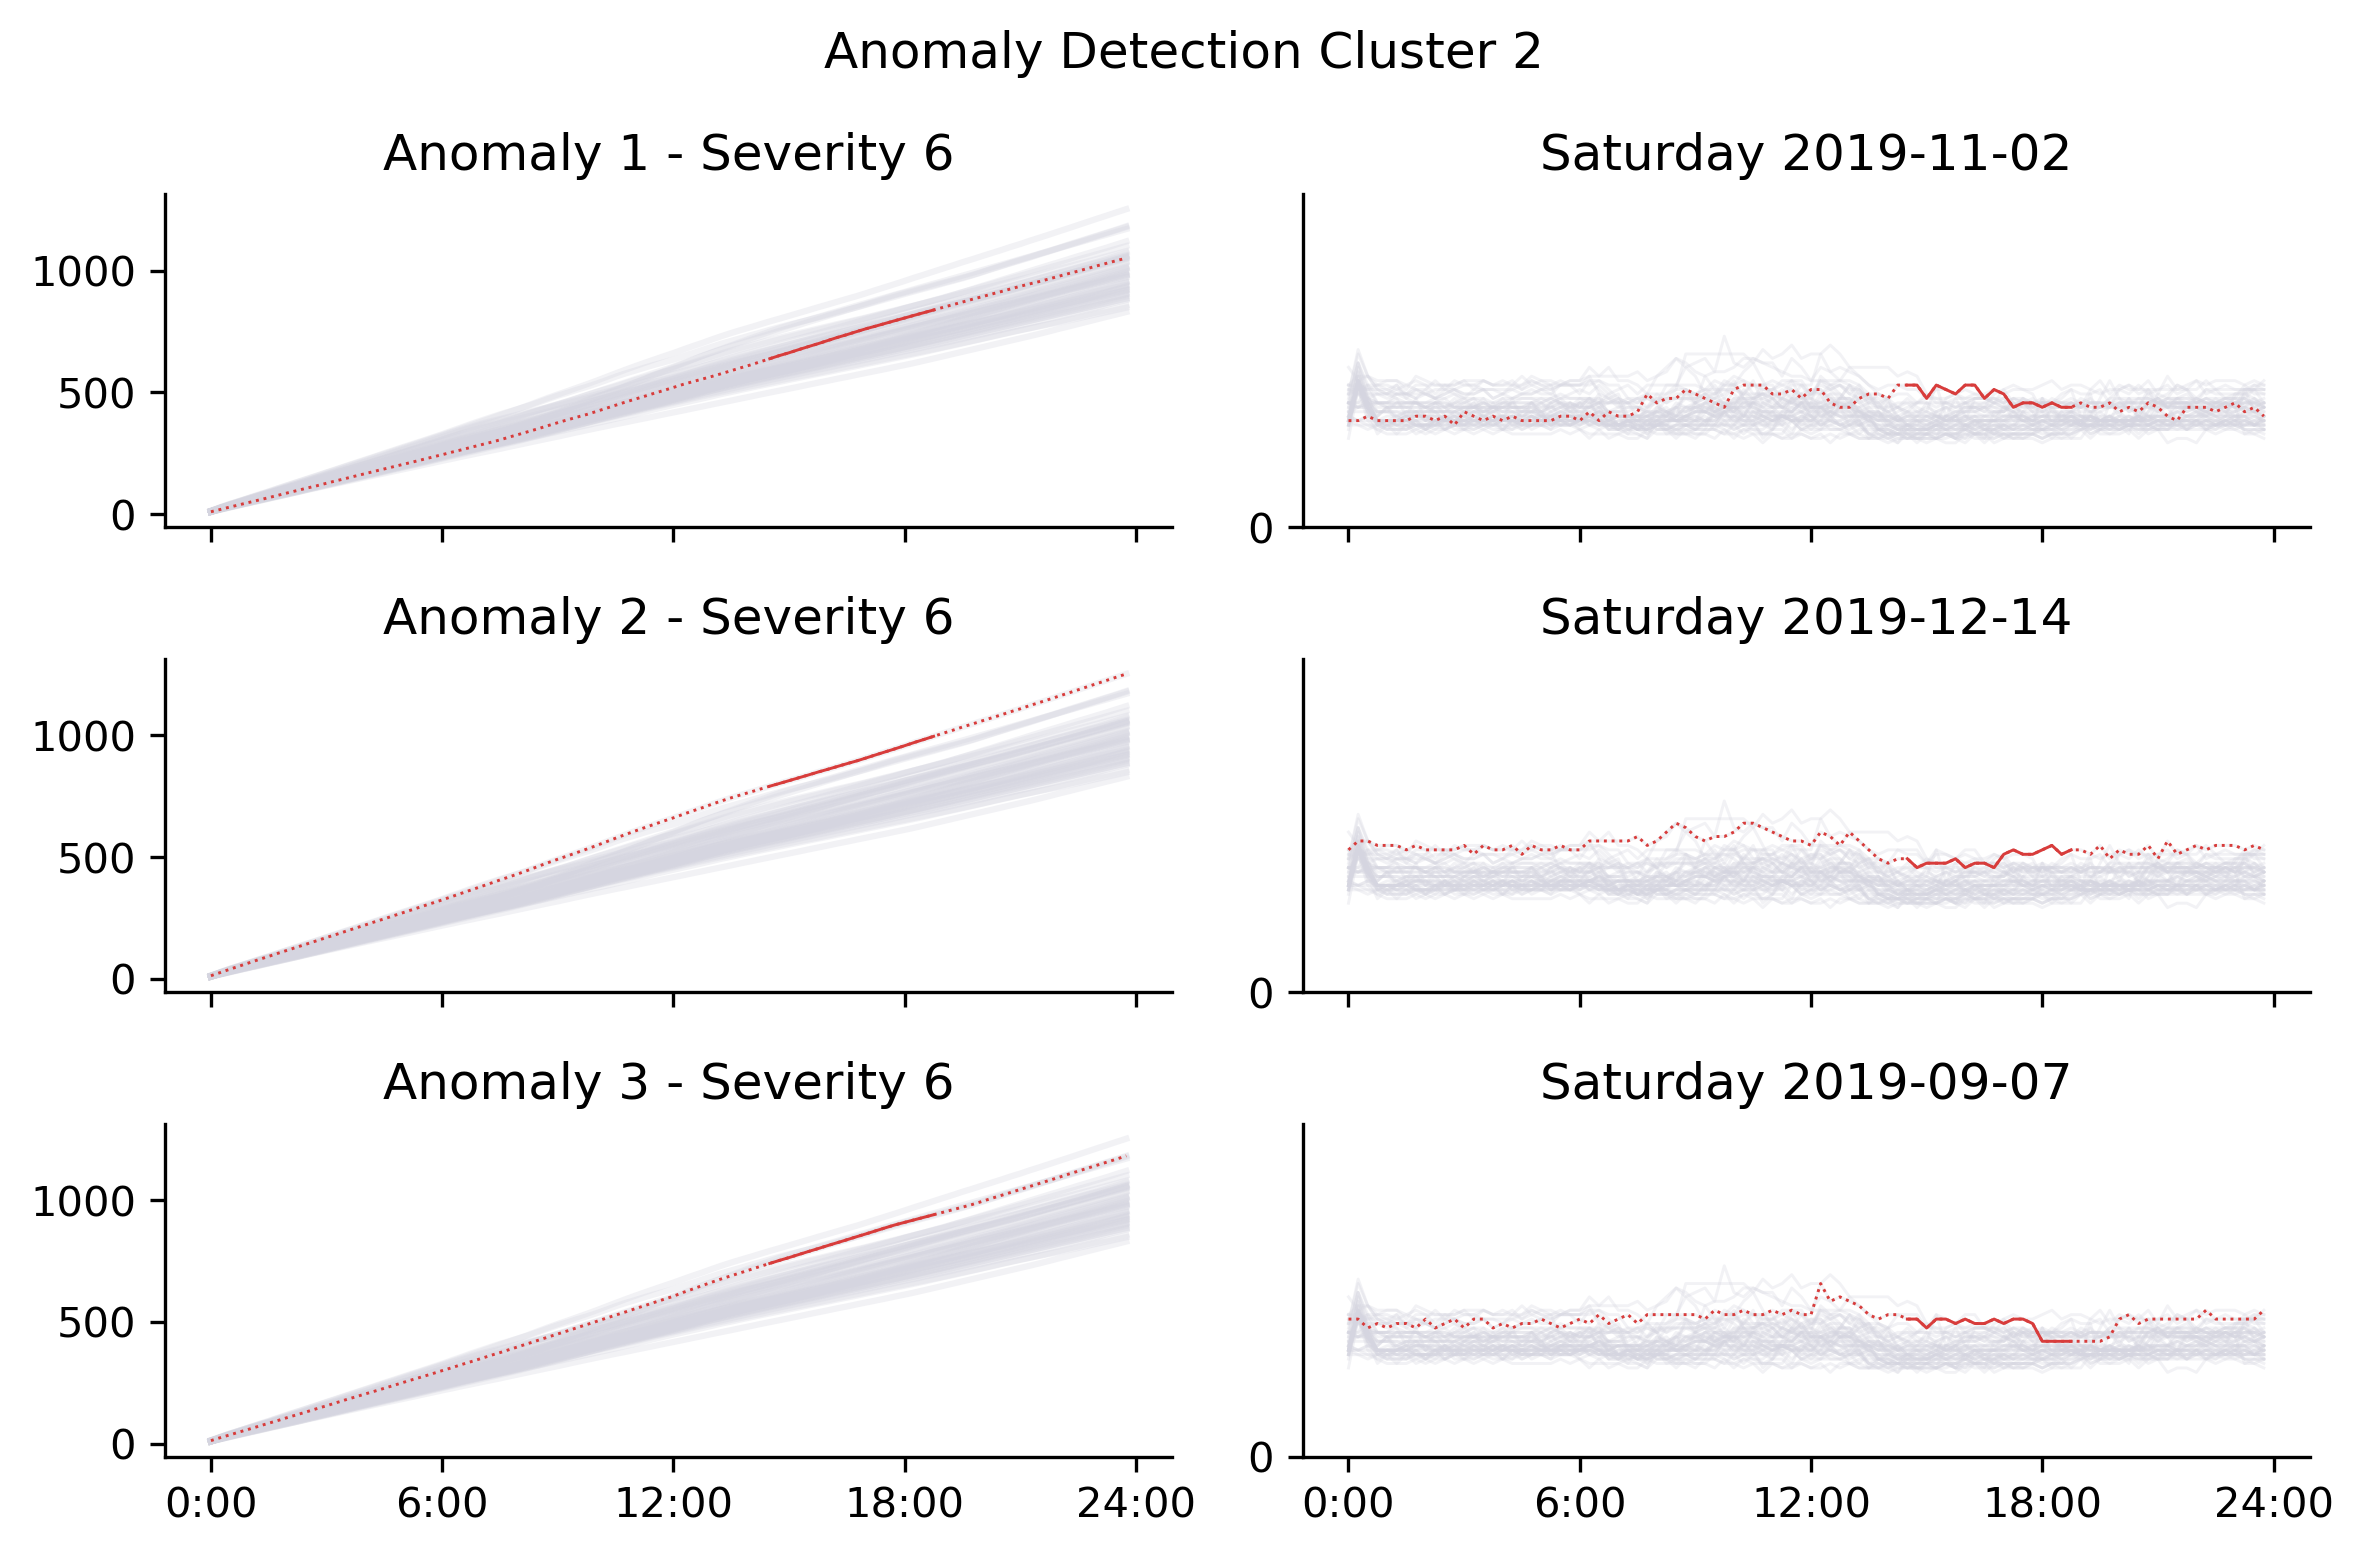 Anomaly Detection Cluster 2
Anomaly 1 - Severity 6
Saturday 2019-11-02
1000
500
0
0
Anomaly 2 - Severity 6
Saturday 2019-12-14
1000
500
0
0
Anomaly 3 - Severity 6
Saturday 2019-09-07
1000
500
0
0
0:00 6:00 12:00 18:00 24:00
0:00 6:00 12:00 18:00 24:00